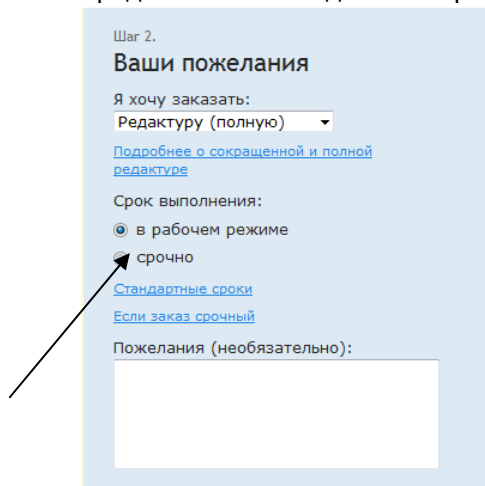 Шаг 2.
Ваши пожелания
Я хочу заказать:
Редактуру (полную)
Подробнее о сокращенной и полной
редактуре
Срок выполнения:
в рабочем режиме
срочно
Стандартные сроки
Если заказ срочный
Пожелания (необязательно):